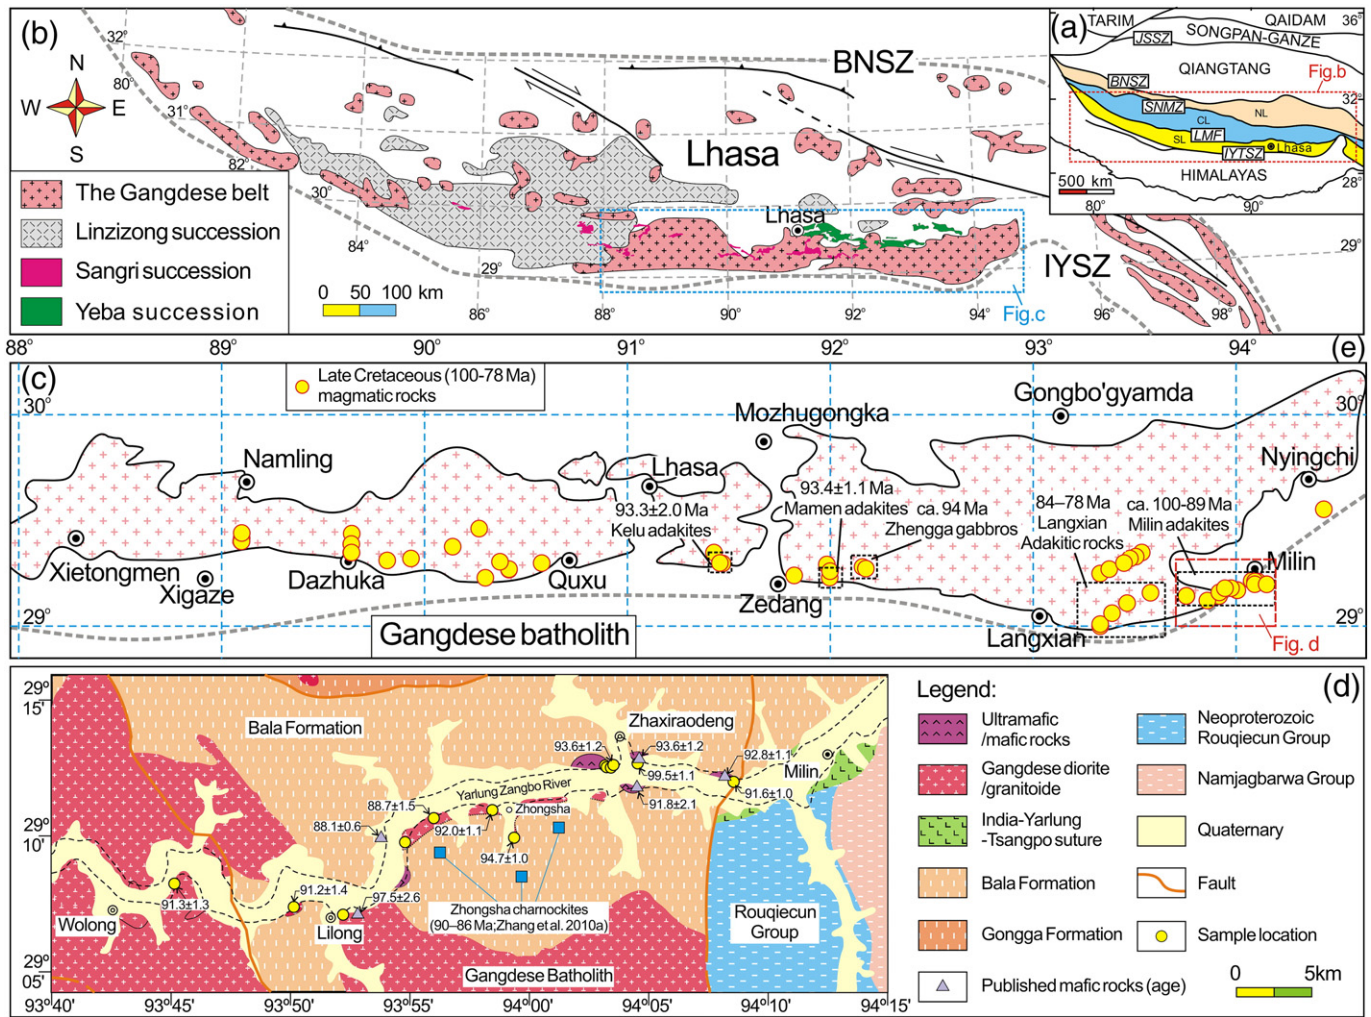 (b)
N
W
E
S
32°
80°
31°
82°
30°
84°
29°
86°
88°
90°
92°
94°
96°
98°
29°
BNSZ
Lhasa
Lhasa
IYSZ
Fig.c
The Gangdese belt
Linzizong succession
Sangri succession
Yeba succession
0 50 100 km
(a)
TARIM
QAIDAM
36°
JSSZ
SONGPAN-GANZE
QIANGTANG
Fig.b
BNSZ
32°
SNMZ
CL
NL
SL
LMF
Lhasa
IYTSZ
500 km
HIMALAYAS
28°
80°
90°
88°
89°
90°
91°
92°
93°
94°
(e)
(c)
Late Cretaceous (100-78 Ma)
magmatic rocks
30°
30°
Mozhugongka
Gongbo'gyamda
Namling
Lhasa
Nyingchi
93.3±2.0 Ma
Kelu adakites
93.4±1.1 Ma
Mamen adakites
ca. 94 Ma
Zhengga gabbros
84–78 Ma
Langxian
Adakitic rocks
ca. 100-89 Ma
Milin adakites
Xietongmen
Xigaze
Dazhuka
Quxu
Zedang
Milin
29°
29°
Gangdese batholith
Langxian
Fig. d
29°
15'
29°
10'
29°
05'
Bala Formation
Zhaxiraodeng
93.6±1.2
93.6±1.2
92.8±1.1
Milin
99.5±1.1
Yarlung Zangbo River
91.6±1.0
88.7±1.5
91.8±2.1
Zhongsha
88.1±0.6
92.0±1.1
94.7±1.0
91.2±1.4
97.5±2.6
91.3±1.3
Zhongsha charnockites
(90–86 Ma;Zhang et al. 2010a)
Wolong
Lilong
Rouqiecun
Group
Gangdese Batholith
93°40'
93°45'
93°50'
93°55'
94°00'
94°05'
94°10'
94°15'
Legend:
(d)
Ultramafic
/mafic rocks
Gangdese diorite
/granitoide
India-Yarlung
-Tsangpo suture
Bala Formation
Gongga Formation
Published mafic rocks (age)
Neoproterozoic
Rouqiecun Group
Namjagbarwa Group
Quaternary
Fault
Sample location
0 5km